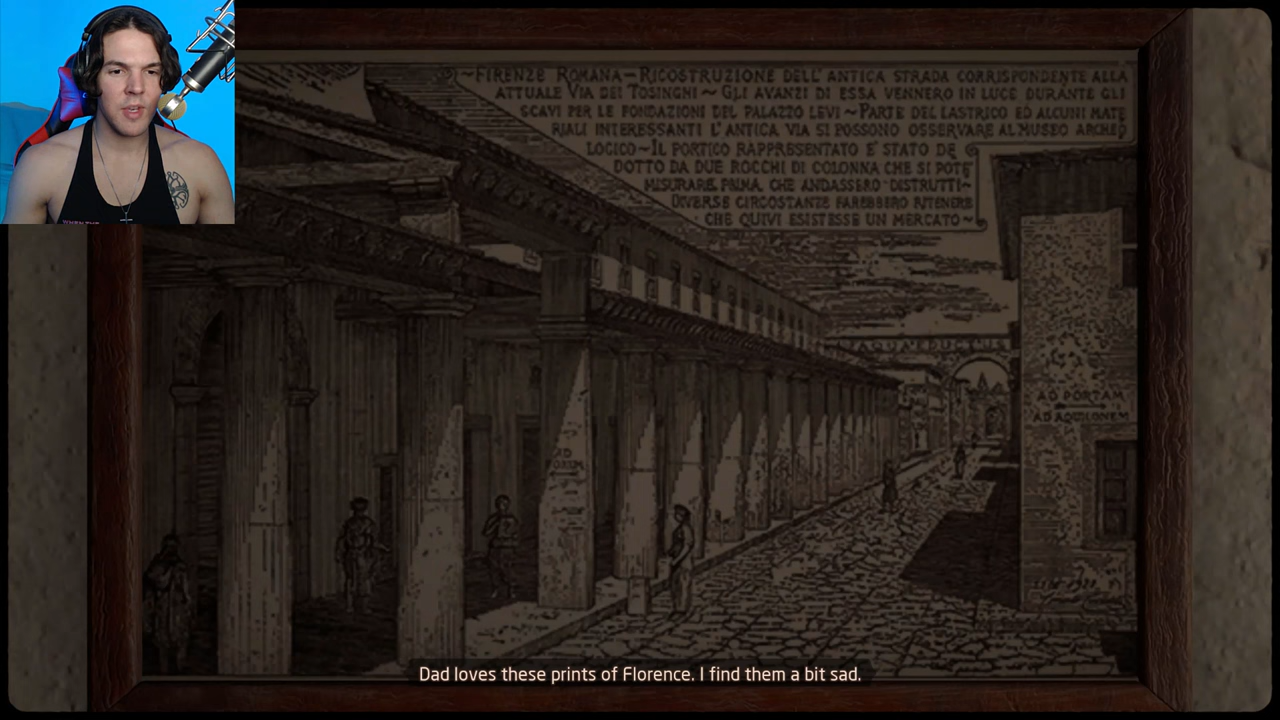 ~FIRENZE ROMANA~RICOSTRUZIONE DELL'ANTICA STRADA CORRISPONDENTE ALLA
ATTUALE VIA DEI TOSINGHI~GLI AVANZI DI ESSA VENNERO IN LUCE DURANTE GLI
SCAVI PER LE FONDAZIONI DEL PALAZZO LEVI~PARTE DEL LASTRICO ED ALCUNI MATE
RIALI INTERESSANTI L'ANTICA VIA SI POSSONO OSSERVARE AL MUSEO ARCHEO
LOGICO~IL PORTICO RAPPRESENTATO E' STATO DE
DOTTO DA DUE ROCCHI DI COLONNA CHE SI POTE
MISURARE PRIMA CHE ANDASSERO DISTRUTTI~
DIVERSE CIRCOSTANZE FAREBBERO RITENERE
CHE QUIVI ESISTESSE UN MERCATO~
AQUAEDUCTUS
AD PORTAM
AD AQUILONEM
AD
FORUM
Dad loves these prints of Florence. I find them a bit sad.